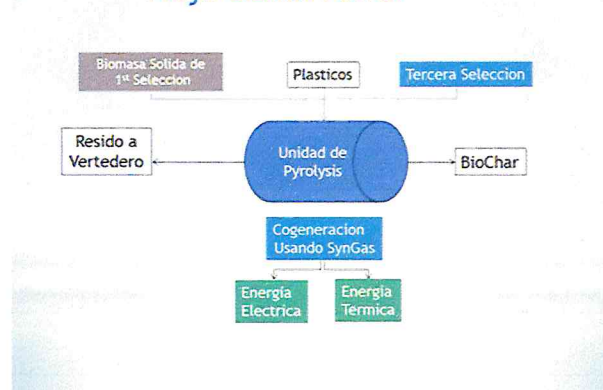 Biomasa Solida de
1st Seleccion
Plasticos
Tercera Seleccion
Resido a
Vertedero
Unidad de
Pyrolysis
BioChar
Cogeneracion
Usando SynGas
Energía
Electrica
Energia
Termica